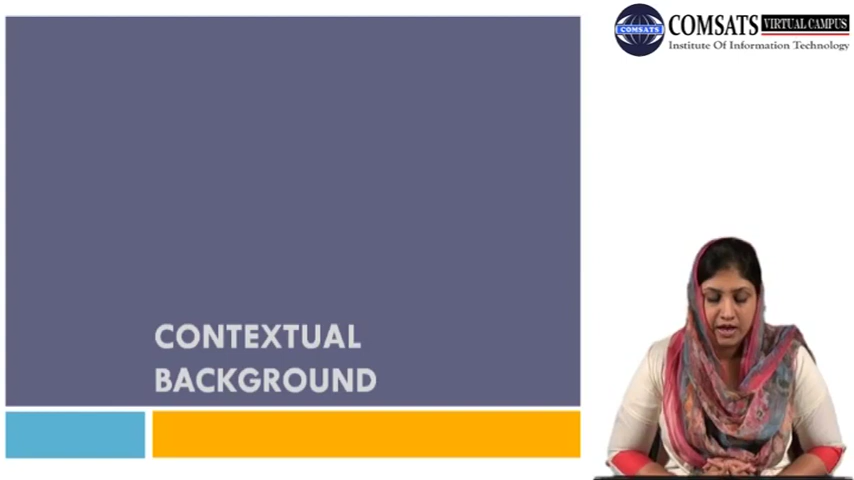 COMSATS VIRTUAL CAMPUS
Institute Of Information Technology
COMSATS
CONTEXTUAL
BACKGROUND